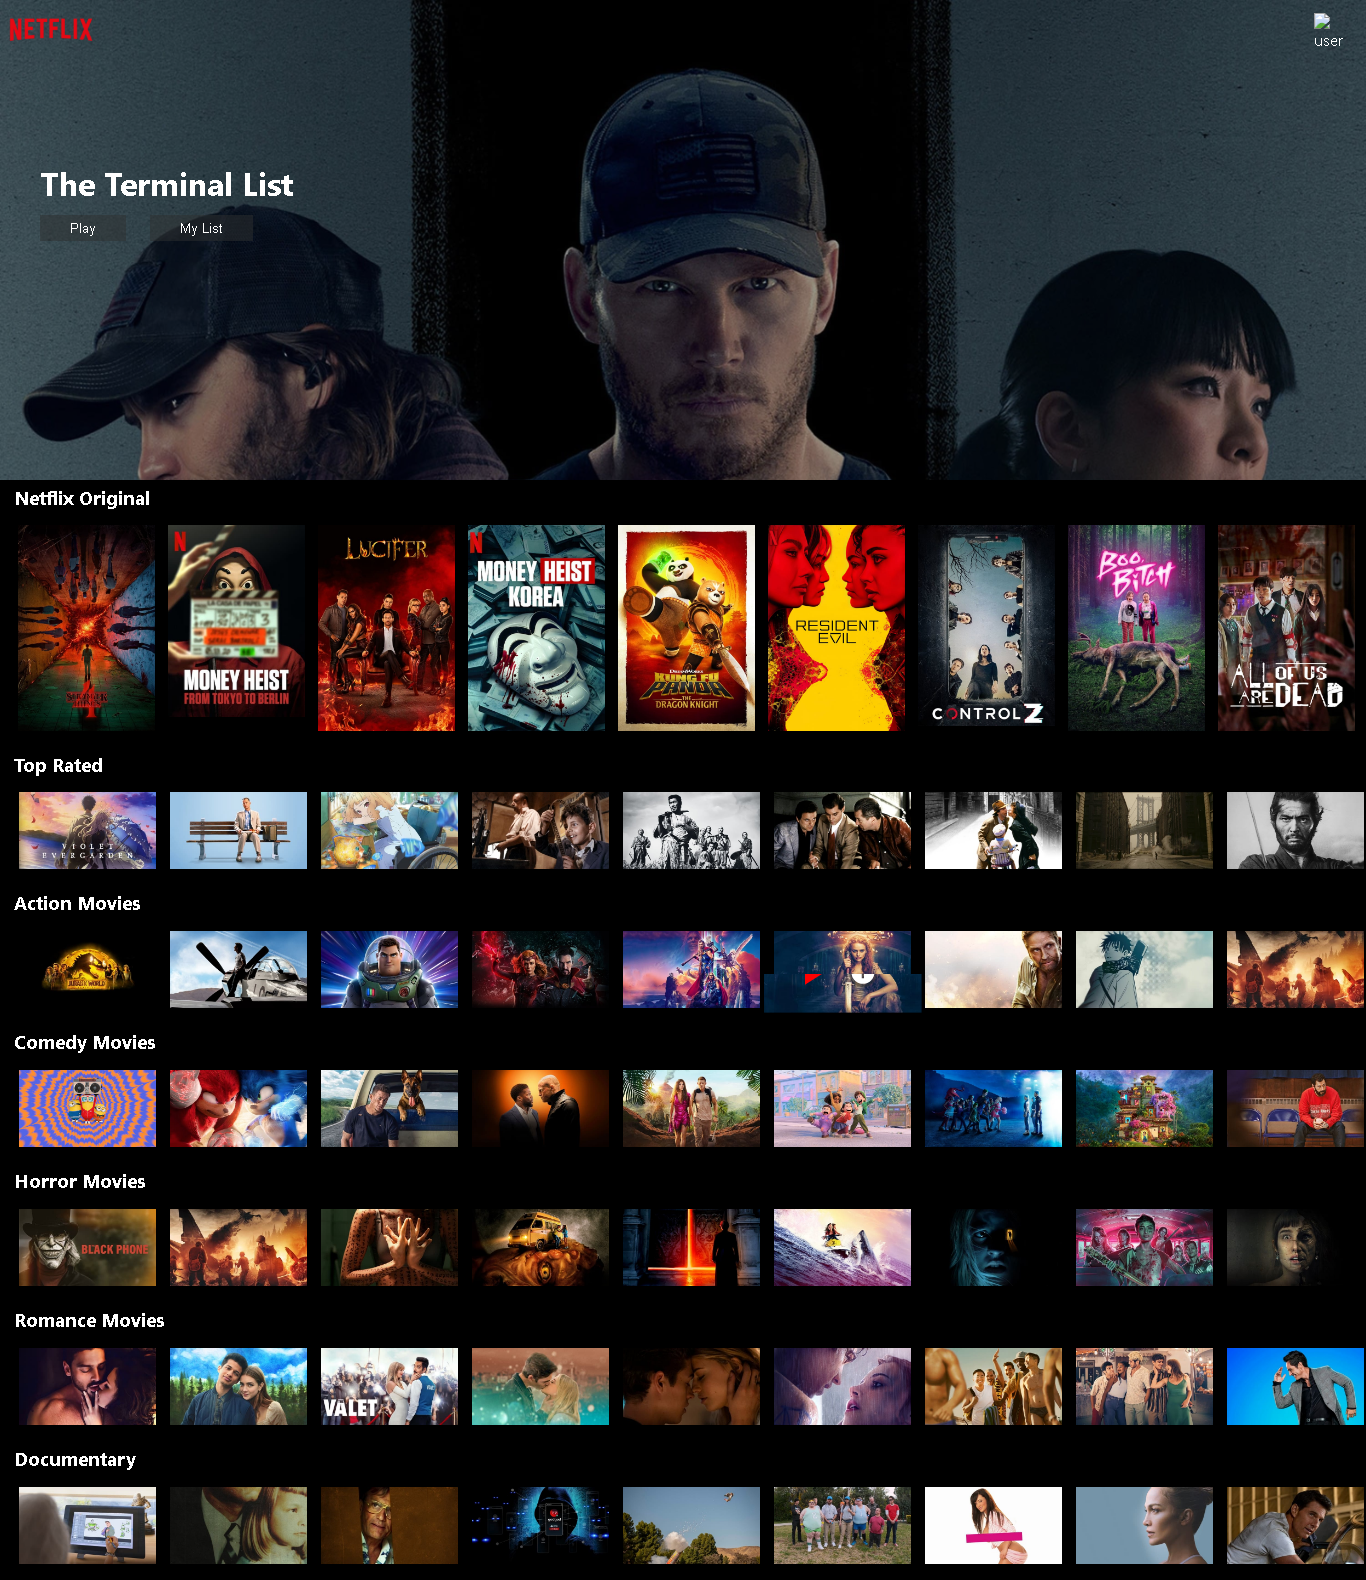 NETFLIX
user
The Terminal List
Play
My List
Netflix Original
N
MONEY HEIST
FROM TOKYO TO BERLIN
LUCIFER
N
MONEY HEIST
KOREA
KUNG FU
PANDA
THE
DRAGON KNIGHT
RESIDENT
EVIL
CONTROL Z
BOO,
BITCH
ALL OF US
ARE DEAD
Top Rated
VIOLET
EVERGARDEN
Action Movies
JURASSIC WORLD
Comedy Movies
Horror Movies
BLACK PHONE
Romance Movies
VALET
Documentary